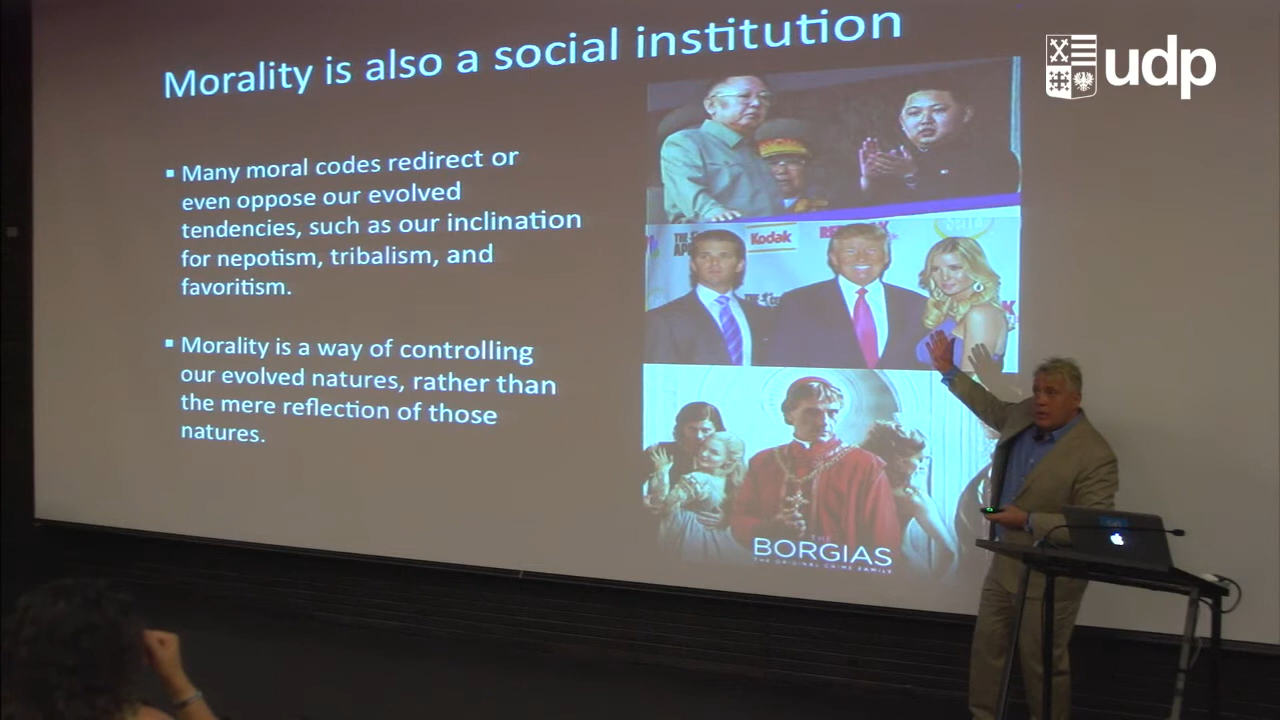 Morality is also a social institution
udp
▪ Many moral codes redirect or
even oppose our evolved
tendencies, such as our inclination
for nepotism, tribalism, and
favoritism.
▪ Morality is a way of controlling
our evolved natures, rather than
the mere reflection of those
natures.
Kodak
THE
BORGIAS
THE ORIGINAL CRIME FAMILY